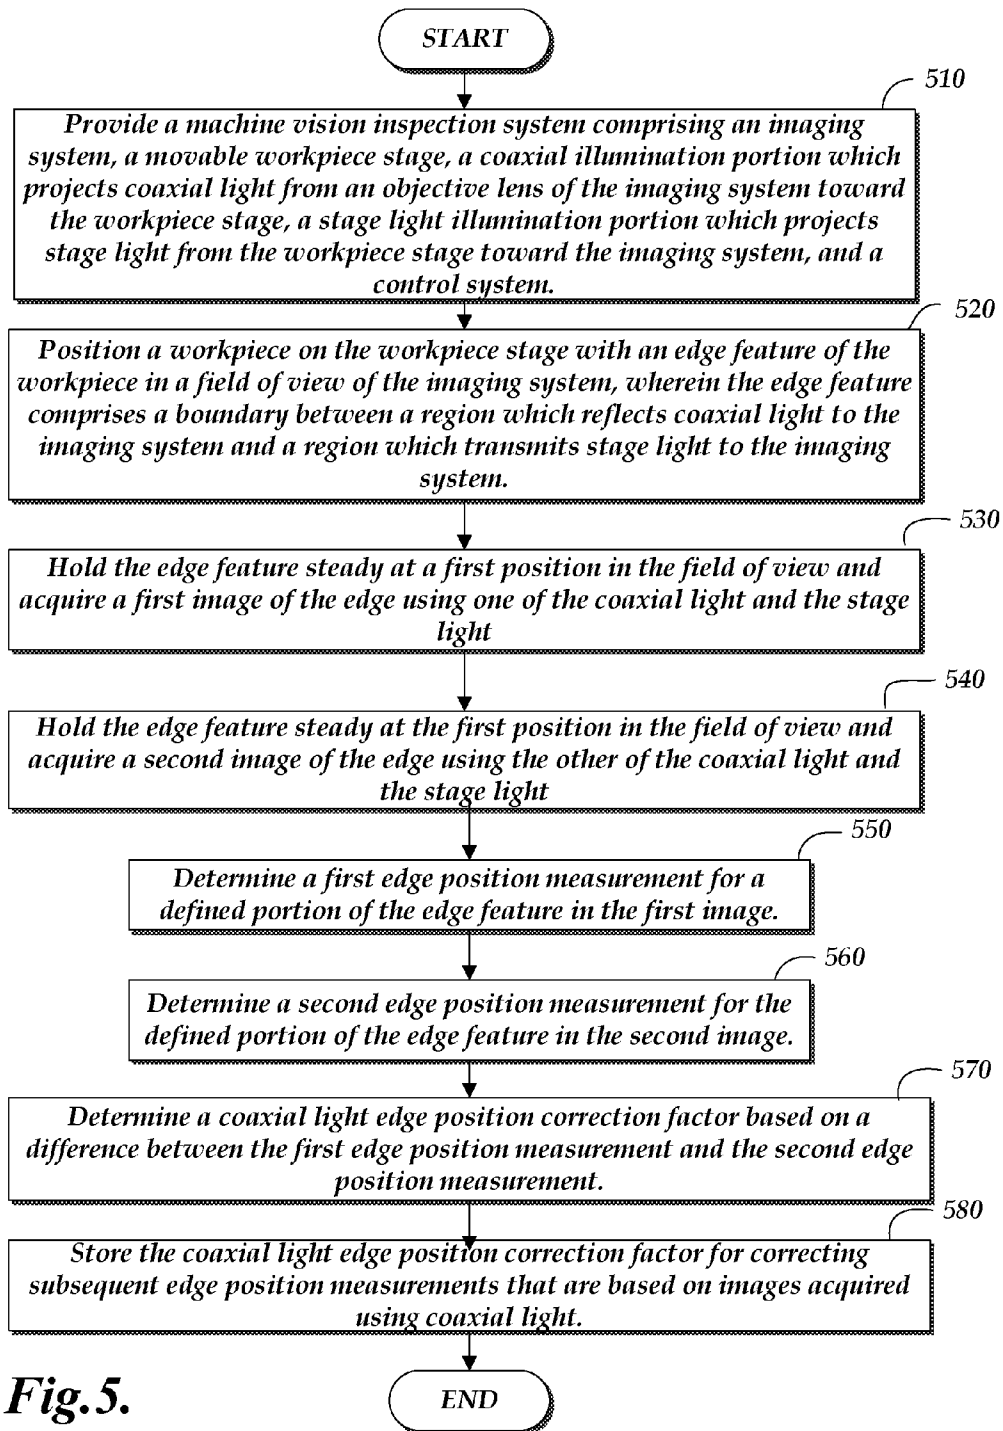 START
510
Provide a machine vision inspection system comprising an imaging
system, a movable workpiece stage, a coaxial illumination portion which
projects coaxial light from an objective lens of the imaging system toward
the workpiece stage, a stage light illumination portion which projects
stage light from the workpiece stage toward the imaging system, and a
control system.
520
Position a workpiece on the workpiece stage with an edge feature of the
workpiece in a field of view of the imaging system, wherein the edge feature
comprises a boundary between a region which reflects coaxial light to the
imaging system and a region which transmits stage light to the imaging
system.
530
Hold the edge feature steady at a first position in the field of view and
acquire a first image of the edge using one of the coaxial light and the stage
light
540
Hold the edge feature steady at the first position in the field of view and
acquire a second image of the edge using the other of the coaxial light and
the stage light
550
Determine a first edge position measurement for a
defined portion of the edge feature in the first image.
560
Determine a second edge position measurement for the
defined portion of the edge feature in the second image.
570
Determine a coaxial light edge position correction factor based on a
difference between the first edge position measurement and the second edge
position measurement.
580
Store the coaxial light edge position correction factor for correcting
subsequent edge position measurements that are based on images acquired
using coaxial light.
END
Fig.5.